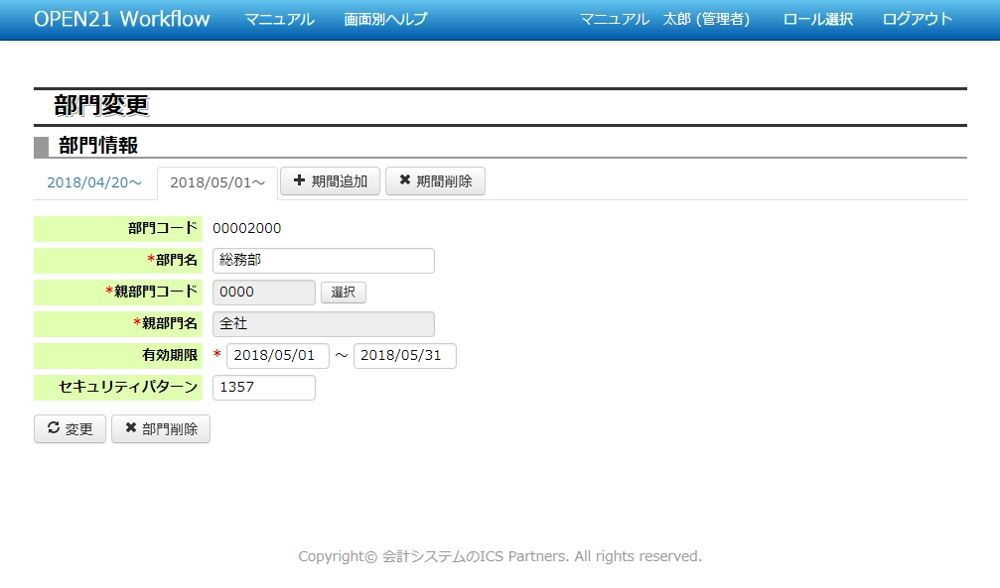 OPEN21 Workflow マニュアル 画面別ヘルプ マニュアル 太郎 (管理者) ロール選択 ログアウト
部門変更
部門情報
2018/04/20～ 2018/05/01～ 期間追加 期間削除
部門コード 00002000
*部門名 総務部
*親部門コード 0000 選択
*親部門名 全社
有効期限 * 2018/05/01 ～ 2018/05/31
セキュリティパターン 1357
変更 部門削除
Copyright© 会計システムのICS Partners. All rights reserved.